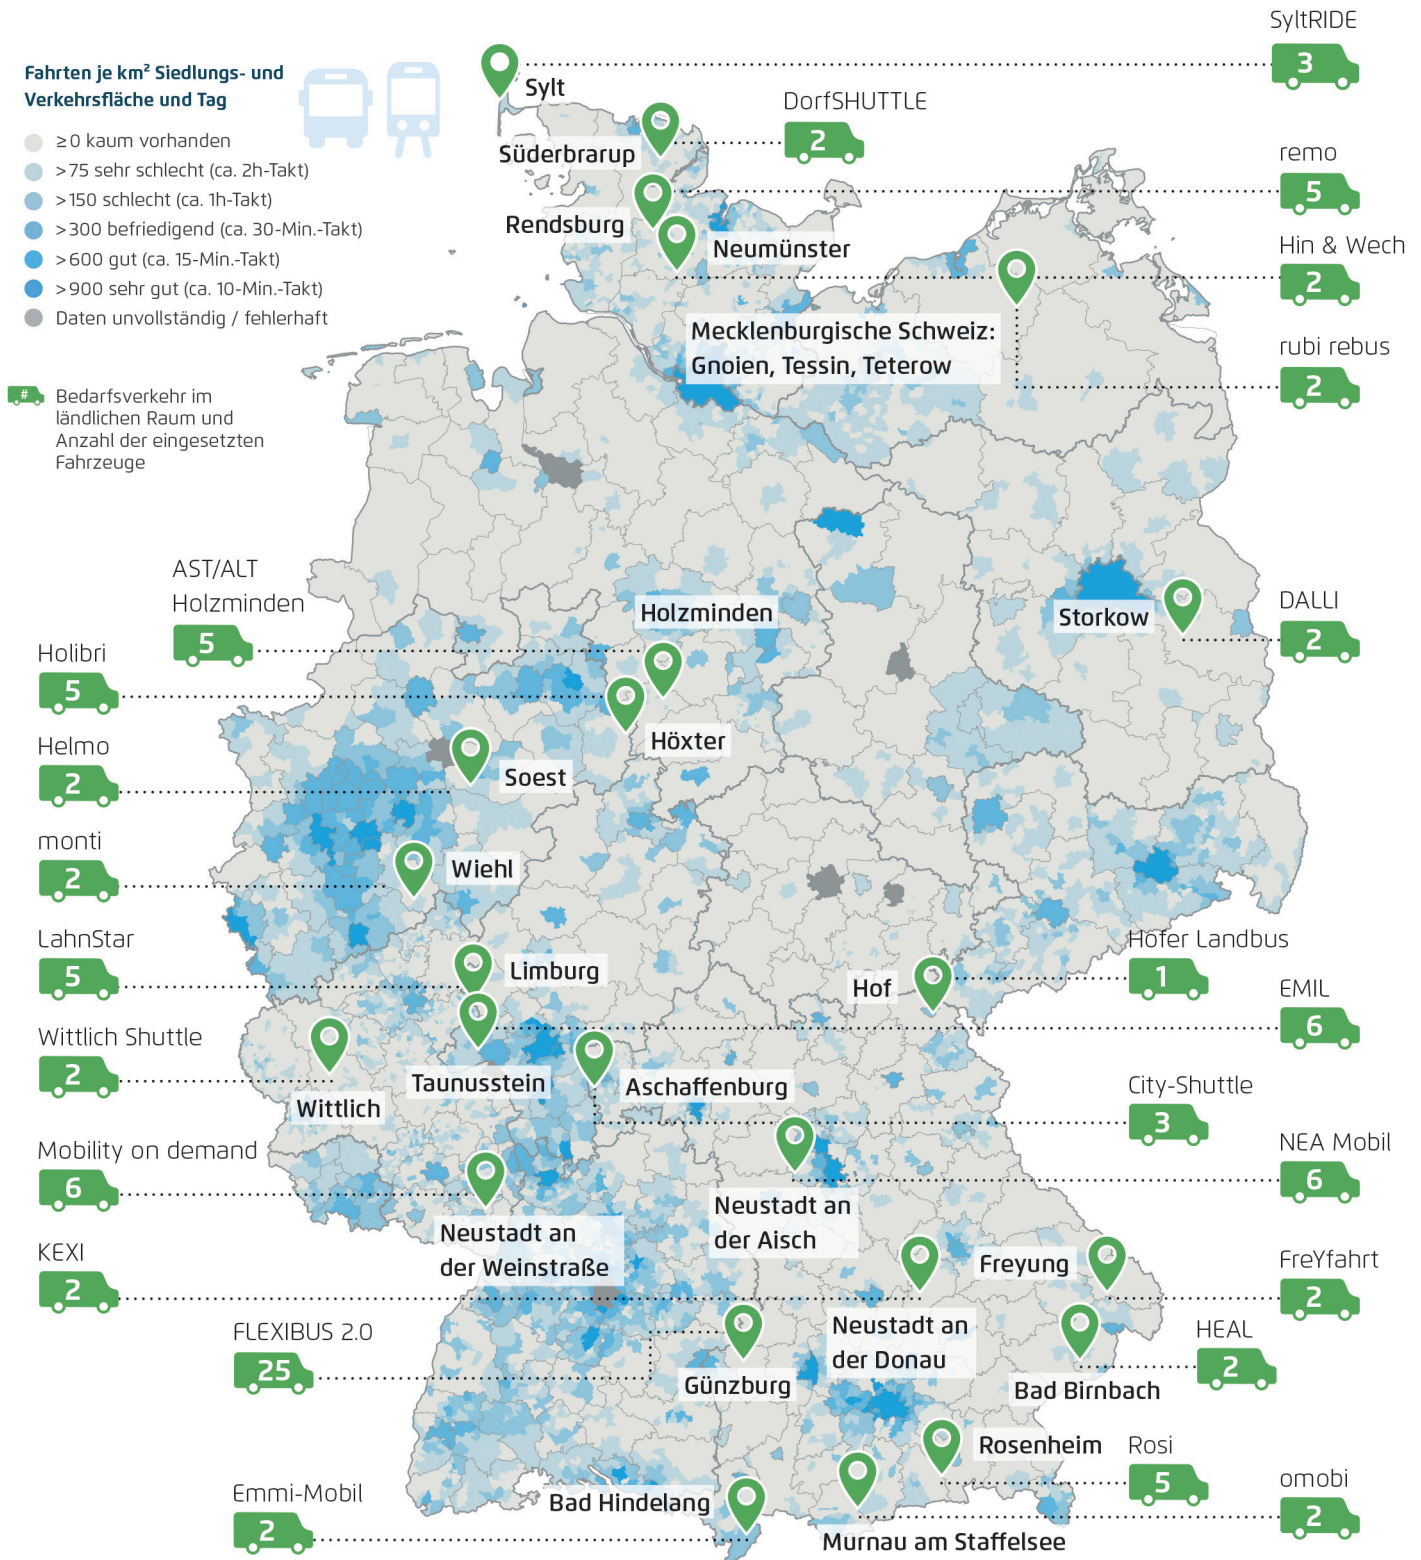 SyltRIDE
3
Fahrten je km² Siedlungs- und
Verkehrsfläche und Tag
≥0 kaum vorhanden
>75 sehr schlecht (ca. 2h-Takt)
>150 schlecht (ca. 1h-Takt)
>300 befriedigend (ca. 30-Min.-Takt)
>600 gut (ca. 15-Min.-Takt)
>900 sehr gut (ca. 10-Min.-Takt)
Daten unvollständig / fehlerhaft
#
Bedarfsverkehr im
ländlichen Raum und
Anzahl der eingesetzten
Fahrzeuge
Sylt
DorfSHUTTLE
2
Süderbrarup
remo
5
Rendsburg
Neumünster
Hin & Wech
2
Mecklenburgische Schweiz:
Gnoien, Tessin, Teterow
rubi rebus
2
AST/ALT
Holzminden
5
Holzminden
Storkow
DALLI
2
Holibri
5
Höxter
Helmo
2
Soest
monti
2
Wiehl
LahnStar
5
Limburg
Hof
Hofer Landbus
1
EMIL
6
Wittlich Shuttle
2
Wittlich
Taunusstein
Aschaffenburg
City-Shuttle
3
Mobility on demand
6
Neustadt an
der Weinstraße
Neustadt an
der Aisch
NEA Mobil
6
KEXI
2
Freyung
FreYfahrt
2
FLEXIBUS 2.0
25
Günzburg
Neustadt an
der Donau
HEAL
2
Bad Birnbach
Rosenheim
Rosi
5
Emmi-Mobil
2
Bad Hindelang
Murnau am Staffelsee
omobi
2